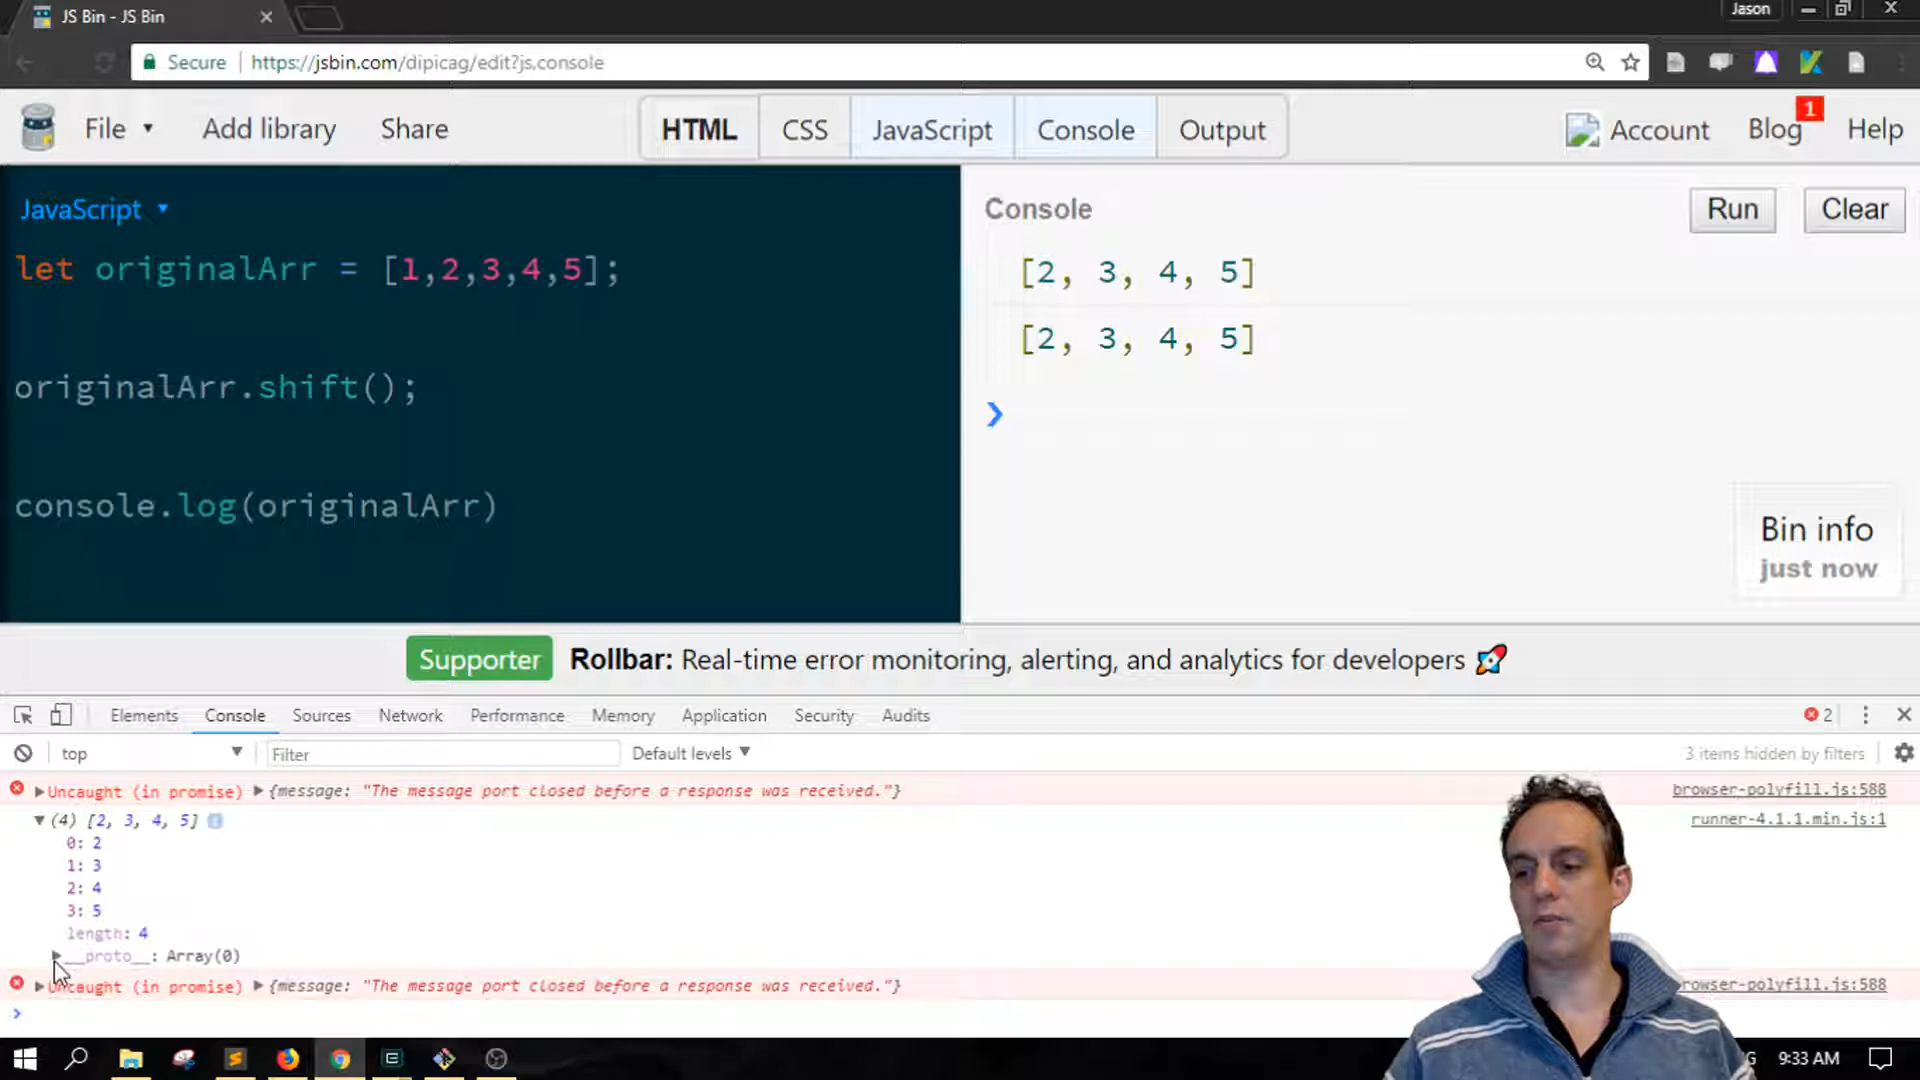 JS Bin - JS Bin
Jason
Secure
https://jsbin.com/dipicag/edit?js,console
File
Add library
Share
HTML
CSS
JavaScript
Console
Output
Account
Blog
1
Help
JavaScript
let originalArr = [1,2,3,4,5];
originalArr.shift();
console.log(originalArr)
Console
Run
Clear
[2, 3, 4, 5]
[2, 3, 4, 5]
Bin info
just now
Supporter
Rollbar: Real-time error monitoring, alerting, and analytics for developers
Elements
Console
Sources
Network
Performance
Memory
Application
Security
Audits
2
top
Filter
Default levels
3 items hidden by filters
Uncaught (in promise) {message: "The message port closed before a response was received."}
browser-polyfill.js:588
(4) [2, 3, 4, 5]
runner-4.1.1.min.js:1
0: 2
1: 3
2: 4
3: 5
length: 4
__proto__: Array(0)
Uncaught (in promise) {message: "The message port closed before a response was received."}
rowser-polyfill.js:588
9:33 AM